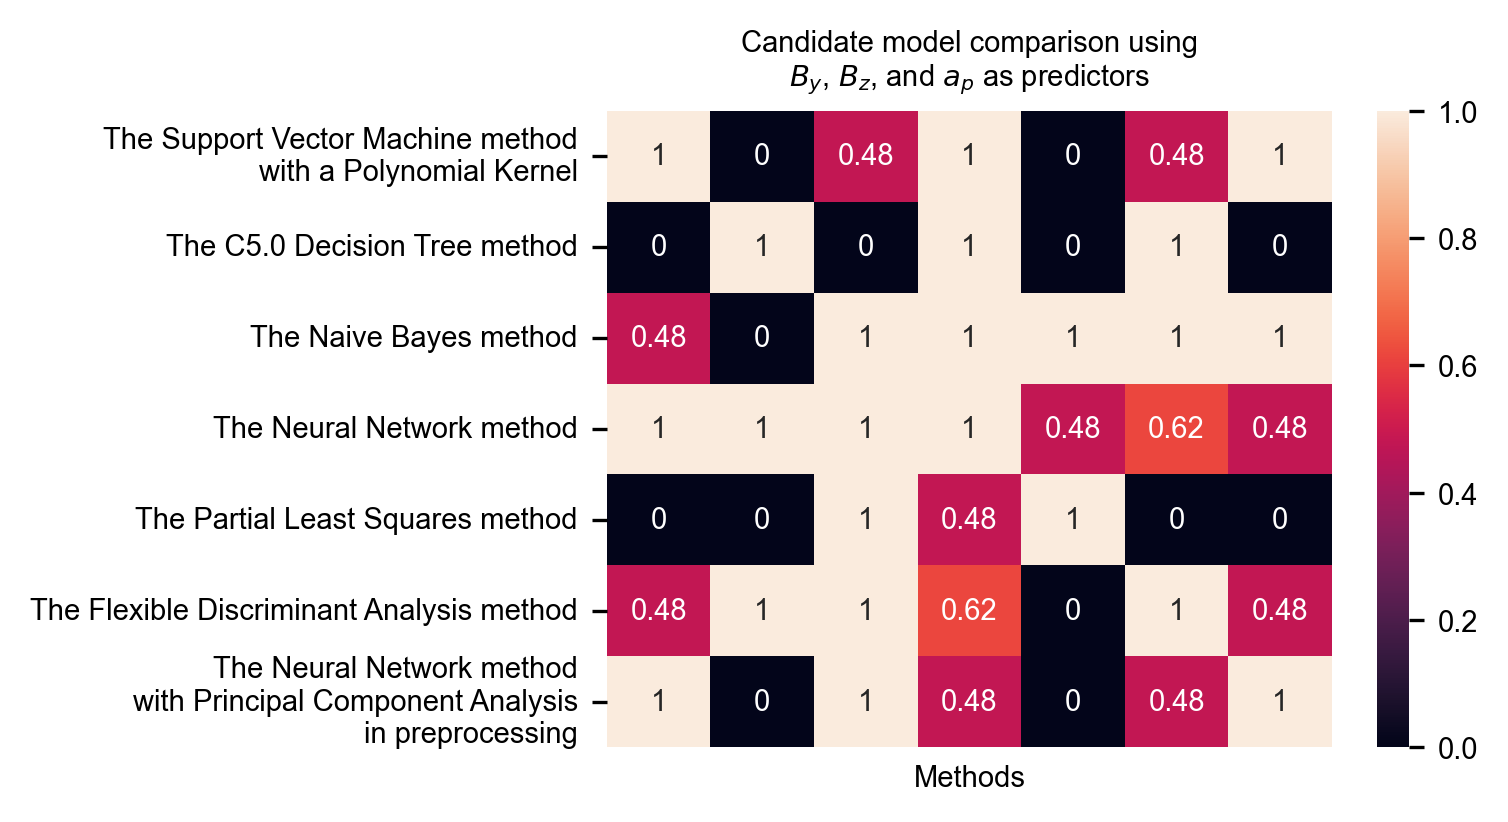 Candidate model comparison using
B_y, B_z, and a_p as predictors
The Support Vector Machine method
with a Polynomial Kernel
1 0 0.48 1 0 0.48 1
The C5.0 Decision Tree method
0 1 0 1 0 1 0
The Naive Bayes method
0.48 0 1 1 1 1 1
The Neural Network method
1 1 1 1 0.48 0.62 0.48
The Partial Least Squares method
0 0 1 0.48 1 0 0
The Flexible Discriminant Analysis method
0.48 1 1 0.62 0 1 0.48
The Neural Network method
with Principal Component Analysis
in preprocessing
1 0 1 0.48 0 0.48 1
Methods
1.0
0.8
0.6
0.4
0.2
0.0